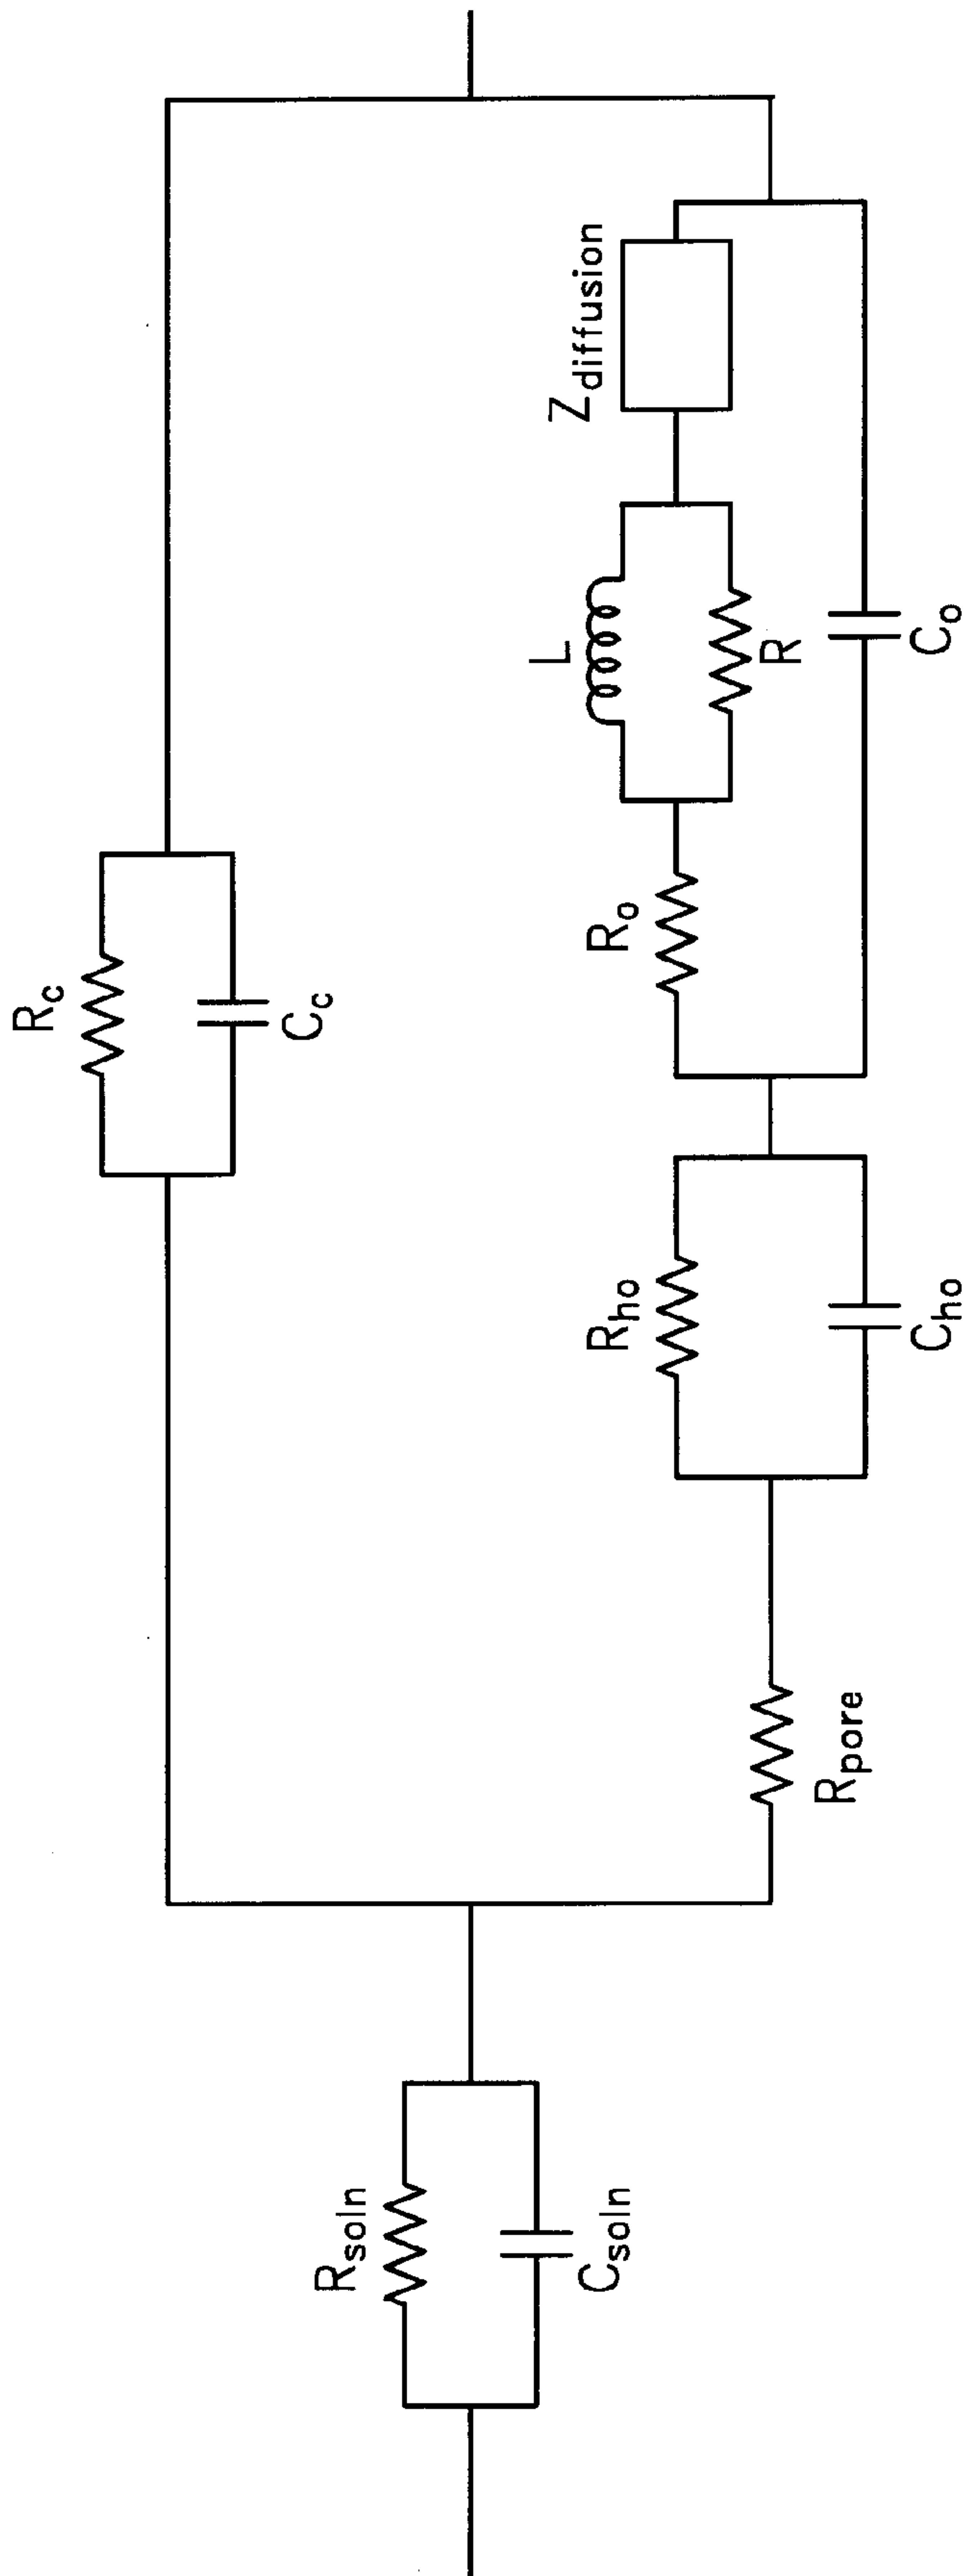 R_soln
C_soln
R_c
C_c
R_pore
R_ho
C_ho
R_o
L
R
Z_diffusion
C_o